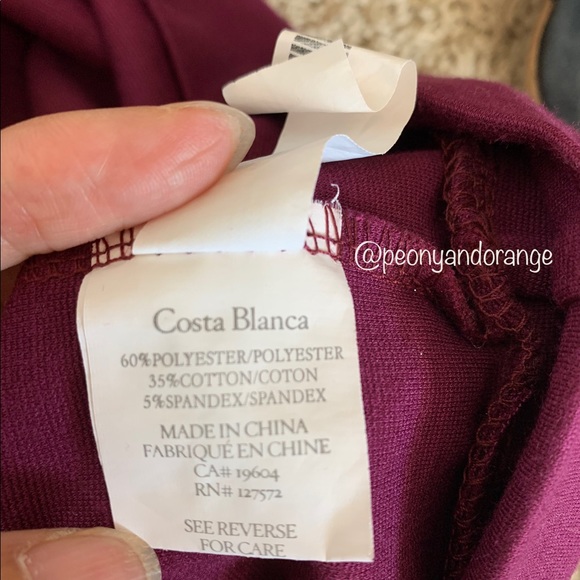 @peonyandorange
Costa Blanca
60%POLYESTER/POLYESTER
35%COTTON/COTON
5%SPANDEX/SPANDEX
MADE IN CHINA
FABRIQUÉ EN CHINE
CA# 19604
RN# 127572
SEE REVERSE
FOR CARE